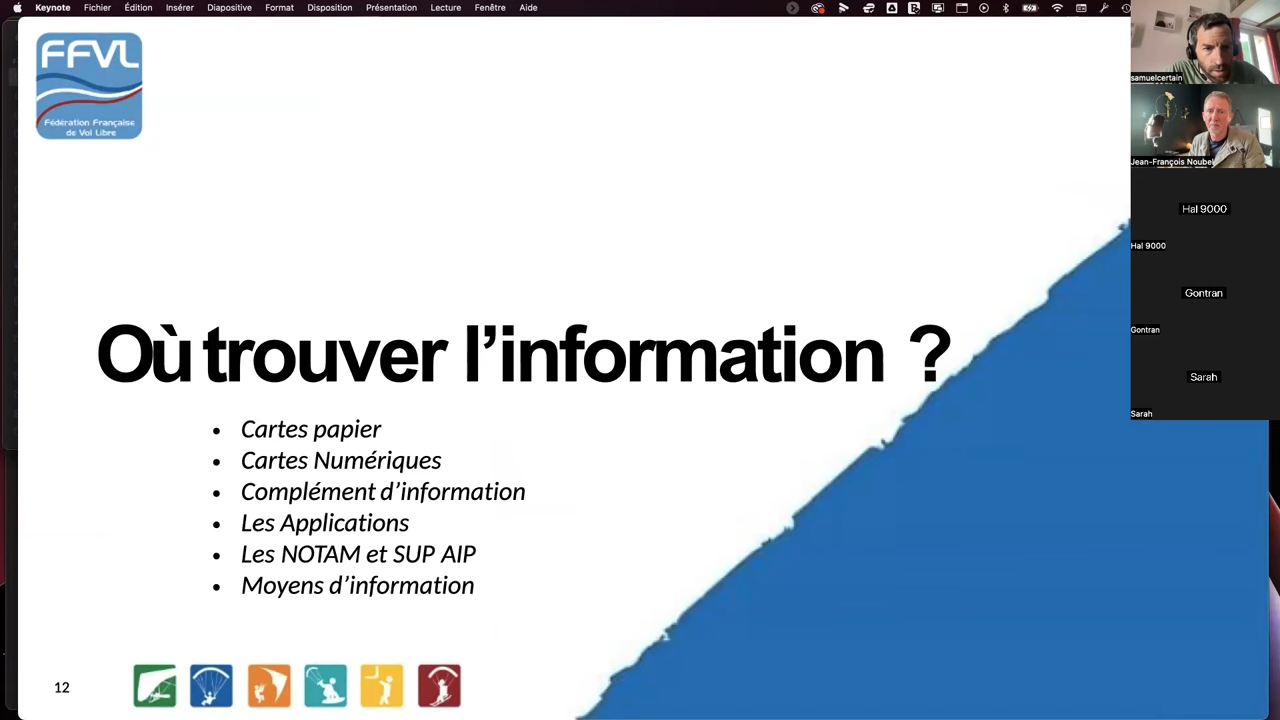 Keynote Fichier Édition Insérer Diapositive Format Disposition Présentation Lecture Fenêtre Aide
FFVL
Fédération Française
de Vol Libre
samuelcertain
Jean-François Noubel
Hal 9000
Hal 9000
Gontran
Gontran
Sarah
Sarah
Où trouver l’information ?
• Cartes papier
• Cartes Numériques
• Complément d’information
• Les Applications
• Les NOTAM et SUP AIP
• Moyens d’information
12